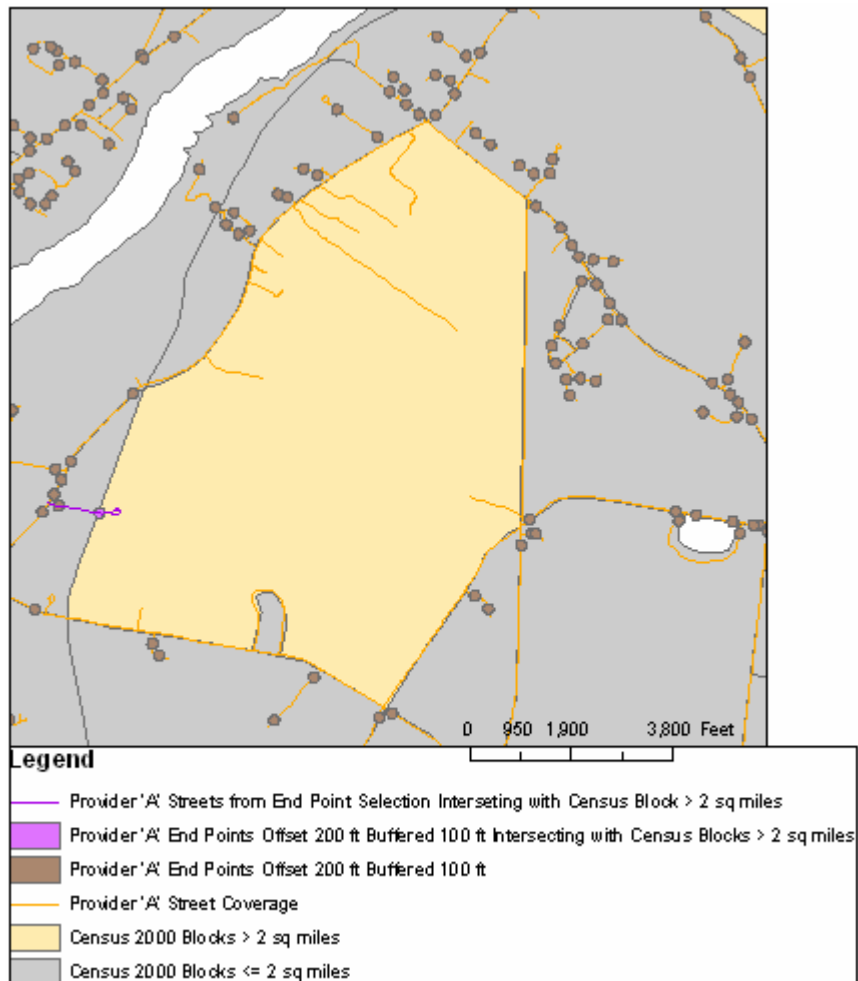 0 950 1,900 3,800 Feet
Legend
Provider 'A' Streets from End Point Selection Interseting with Census Block > 2 sq miles
Provider 'A' End Points Offset 200 ft Buffered 100 ft Intersecting with Census Blocks > 2 sq miles
Provider 'A' End Points Offset 200 ft Buffered 100 ft
Provider 'A' Street Coverage
Census 2000 Blocks > 2 sq miles
Census 2000 Blocks <= 2 sq miles